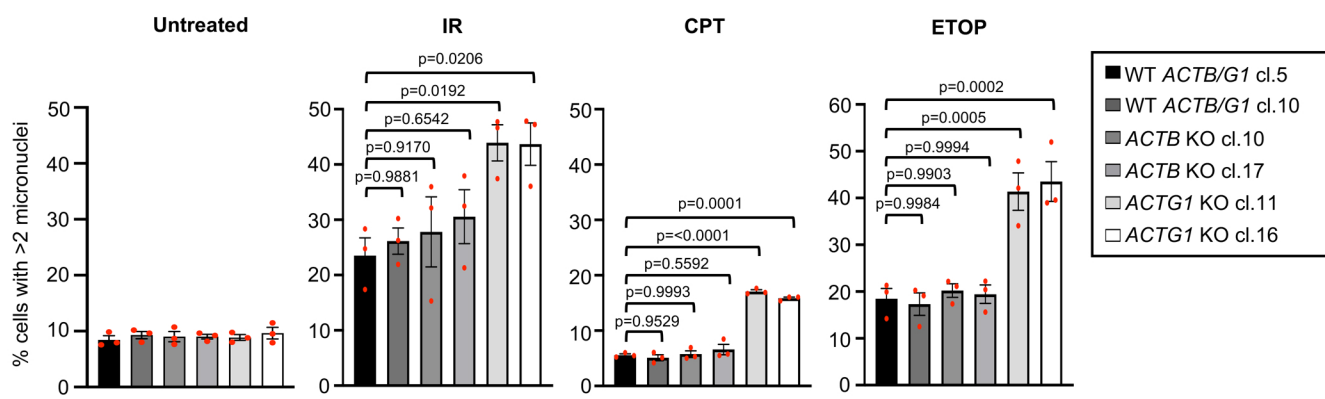 Untreated
IR
CPT
ETOP
% cells with >2 micronuclei
50
40
30
20
10
0
p=0.0206
p=0.0192
p=0.6542
p=0.9170
p=0.9881
50
40
30
20
10
0
p=0.0001
p=<0.0001
p=0.5592
p=0.9993
p=0.9529
50
40
30
20
10
0
p=0.0002
p=0.0005
p=0.9994
p=0.9903
p=0.9984
60
50
40
30
20
10
0
WT ACTB/G1 cl.5
WT ACTB/G1 cl.10
ACTB KO cl.10
ACTB KO cl.17
ACTG1 KO cl.11
ACTG1 KO cl.16